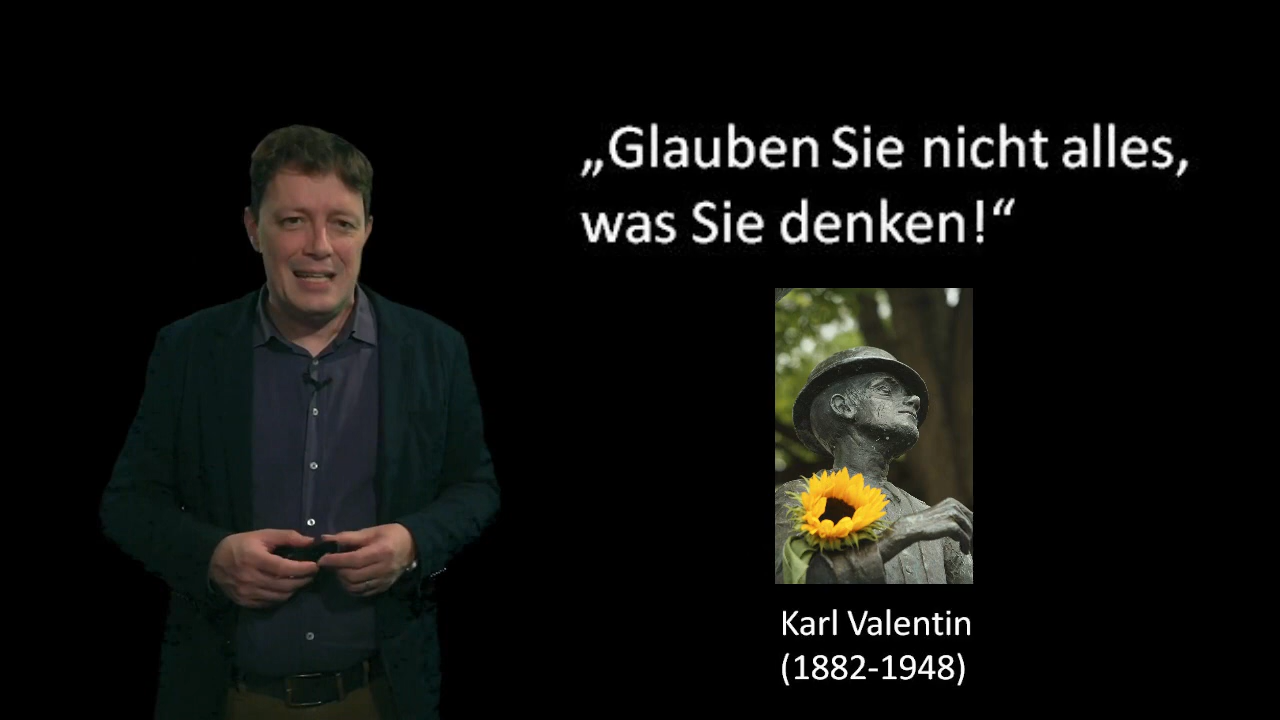 „Glauben Sie nicht alles,
was Sie denken!“
Karl Valentin
(1882-1948)